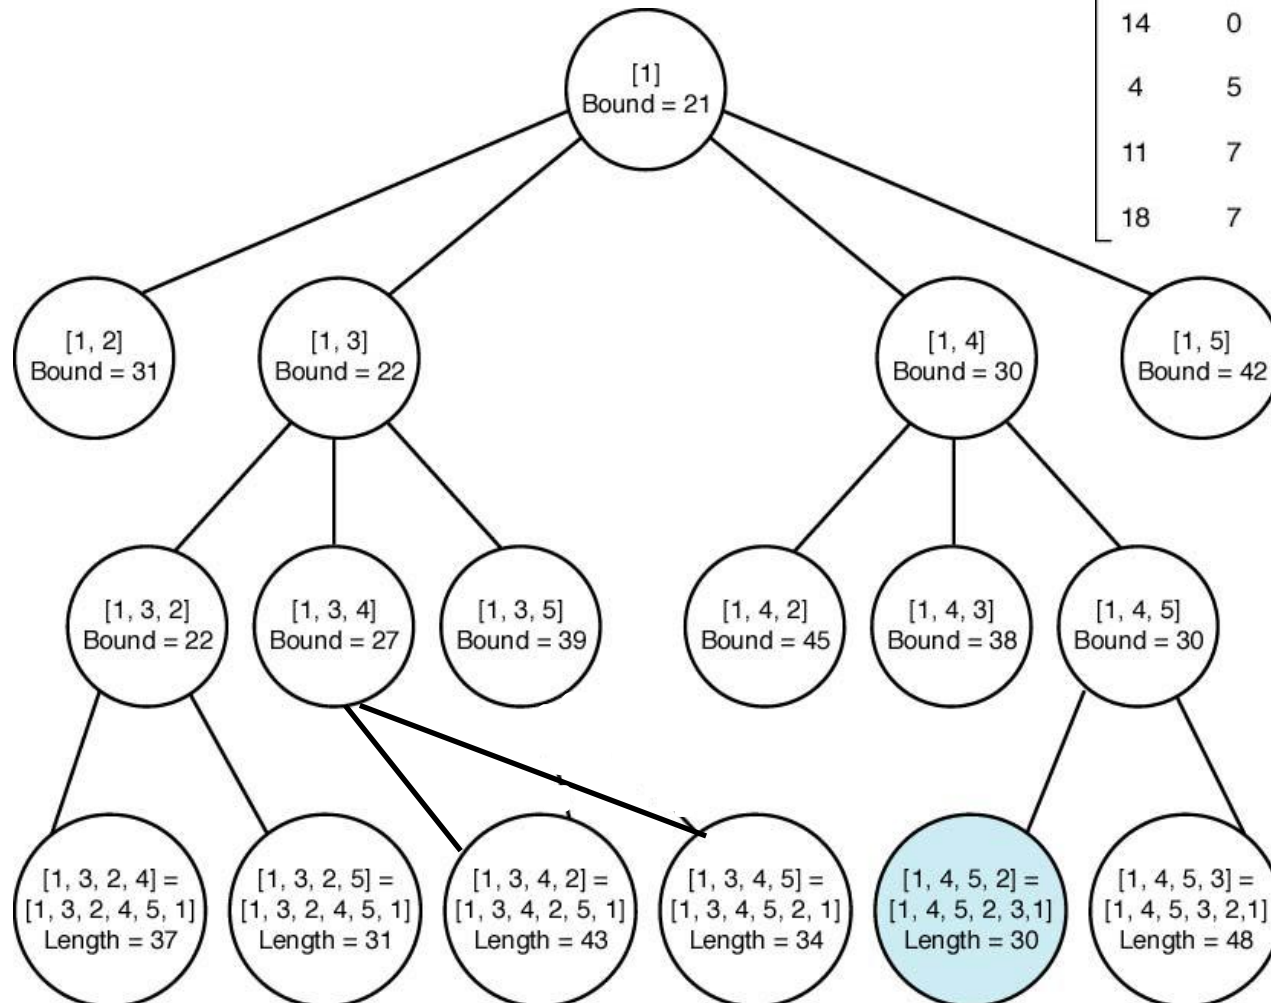 14 0
4 5
11 7
18 7
[1]
Bound = 21
[1, 2]
Bound = 31
[1, 3]
Bound = 22
[1, 4]
Bound = 30
[1, 5]
Bound = 42
[1, 3, 2]
Bound = 22
[1, 3, 4]
Bound = 27
[1, 3, 5]
Bound = 39
[1, 4, 2]
Bound = 45
[1, 4, 3]
Bound = 38
[1, 4, 5]
Bound = 30
[1, 3, 2, 4] =
[1, 3, 2, 4, 5, 1]
Length = 37
[1, 3, 2, 5] =
[1, 3, 2, 4, 5, 1]
Length = 31
[1, 3, 4, 2] =
[1, 3, 4, 2, 5, 1]
Length = 43
[1, 3, 4, 5] =
[1, 3, 4, 5, 2, 1]
Length = 34
[1, 4, 5, 2] =
[1, 4, 5, 2, 3,1]
Length = 30
[1, 4, 5, 3] =
[1, 4, 5, 3, 2,1]
Length = 48